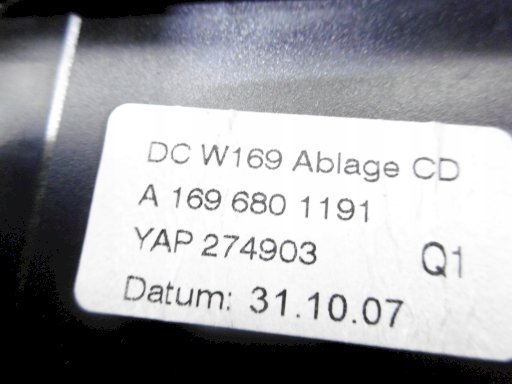 DC W169 Ablage CD
A 169 680 1191
YAP 274903 Q1
Datum: 31.10.07